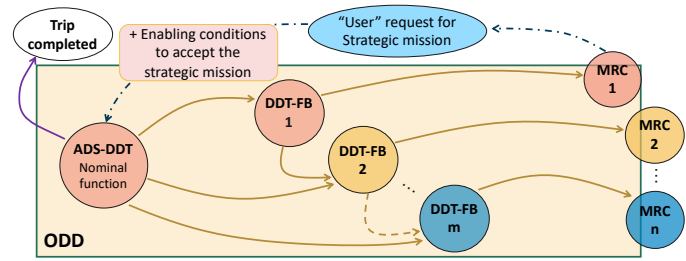 Trip
completed
+ Enabling conditions
to accept the
strategic mission
“User” request for
Strategic mission
MRC
1
DDT-FB
1
MRC
2
ADS-DDT
Nominal
function
DDT-FB
2
DDT-FB
m
MRC
n
ODD